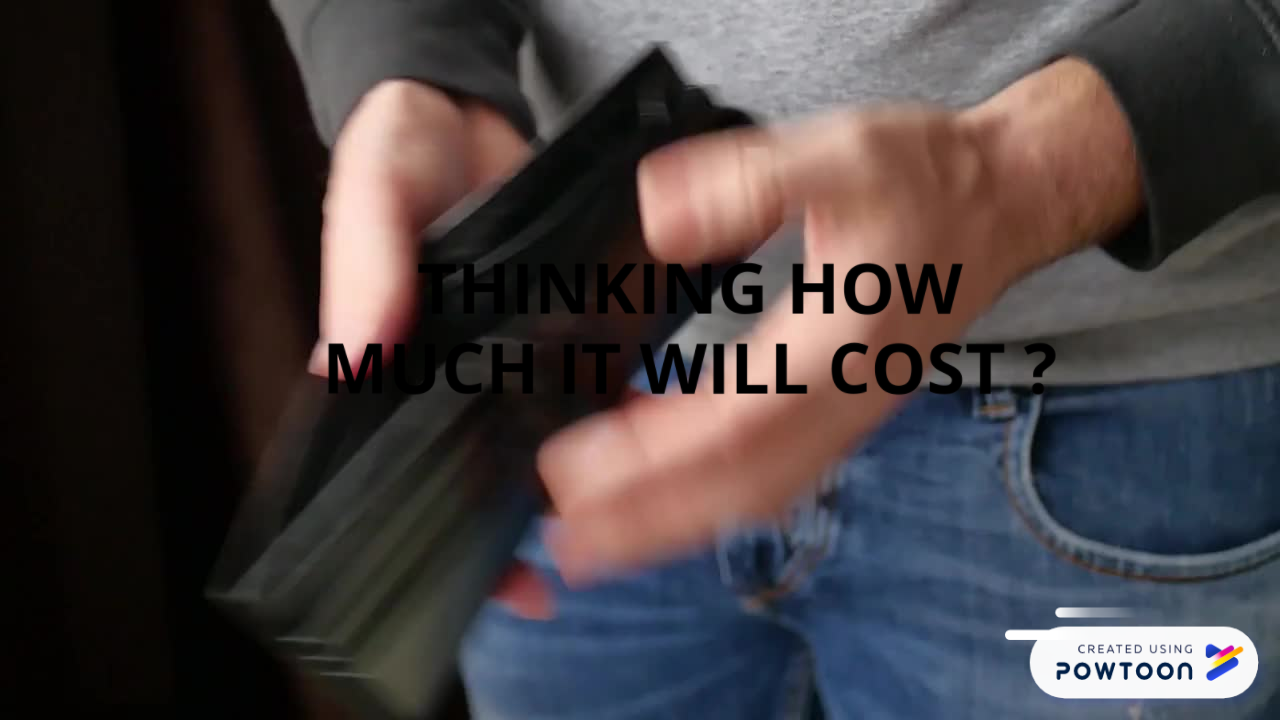 THINKING HOW
MUCH IT WILL COST ?
CREATED USING
POWTOON